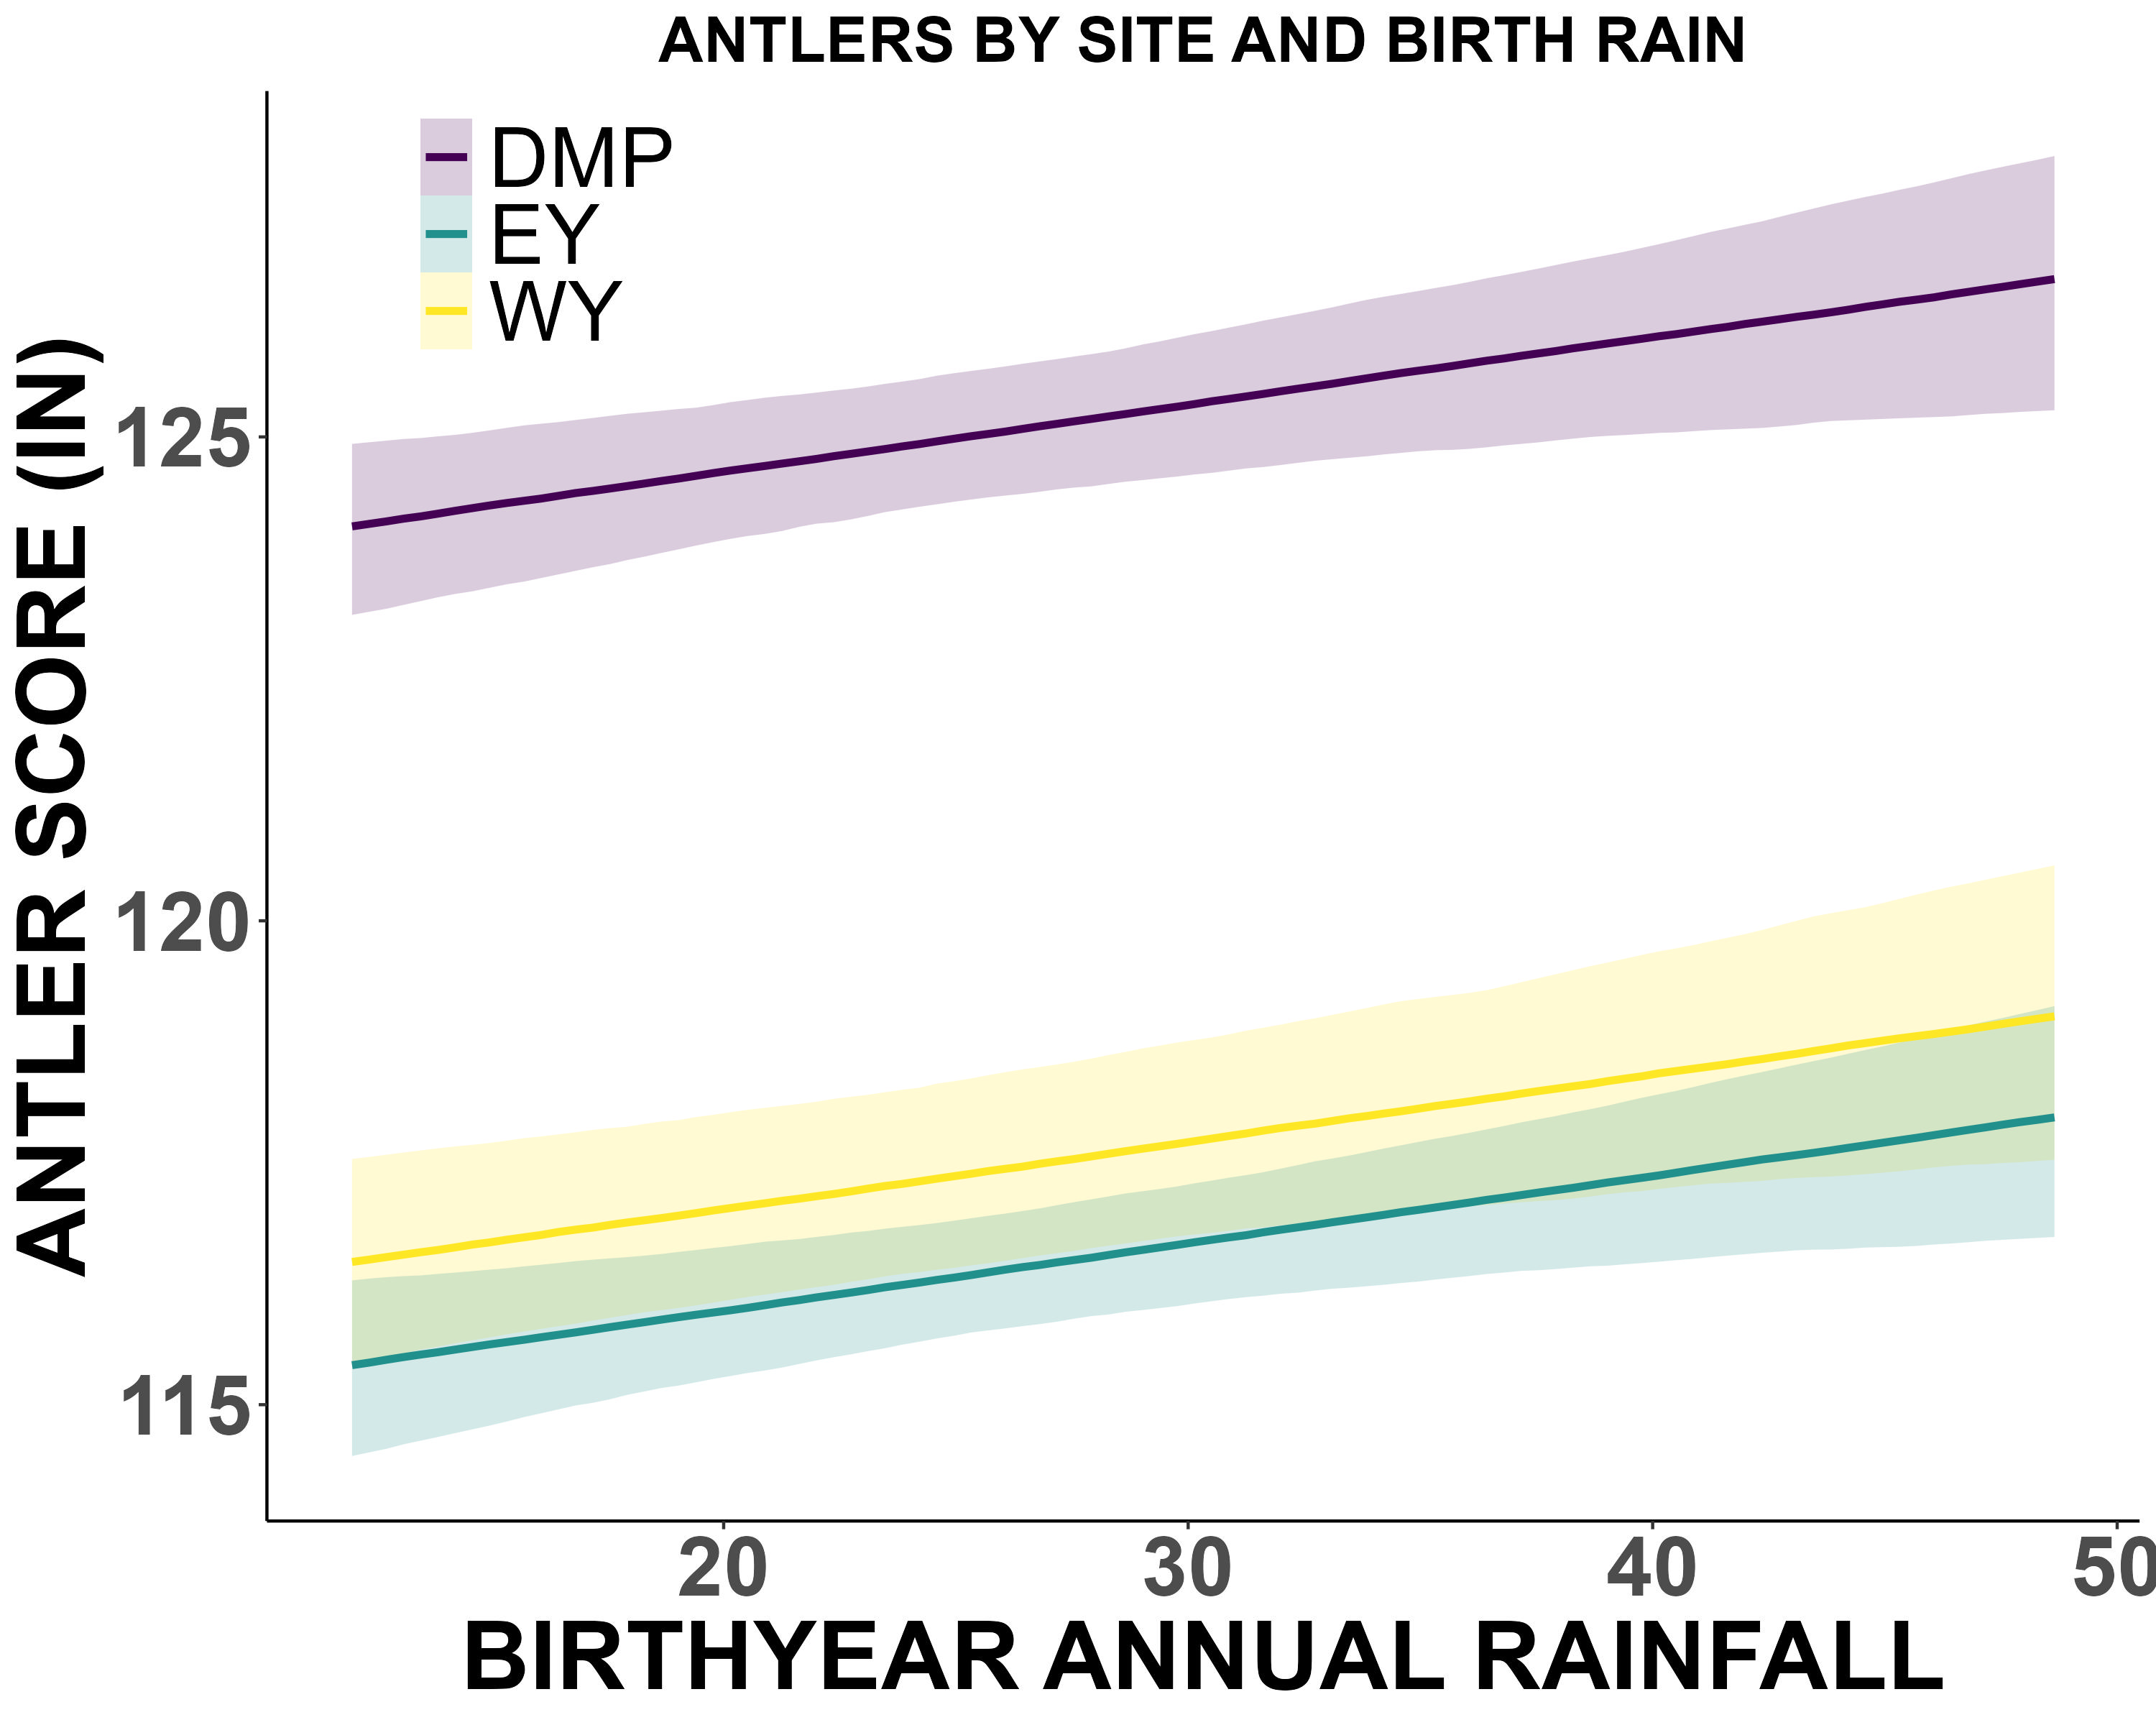 ANTLERS BY SITE AND BIRTH RAIN
DMP
EY
WY
ANTLER SCORE (IN)
125
120
115
20 30 40 50
BIRTHYEAR ANNUAL RAINFALL